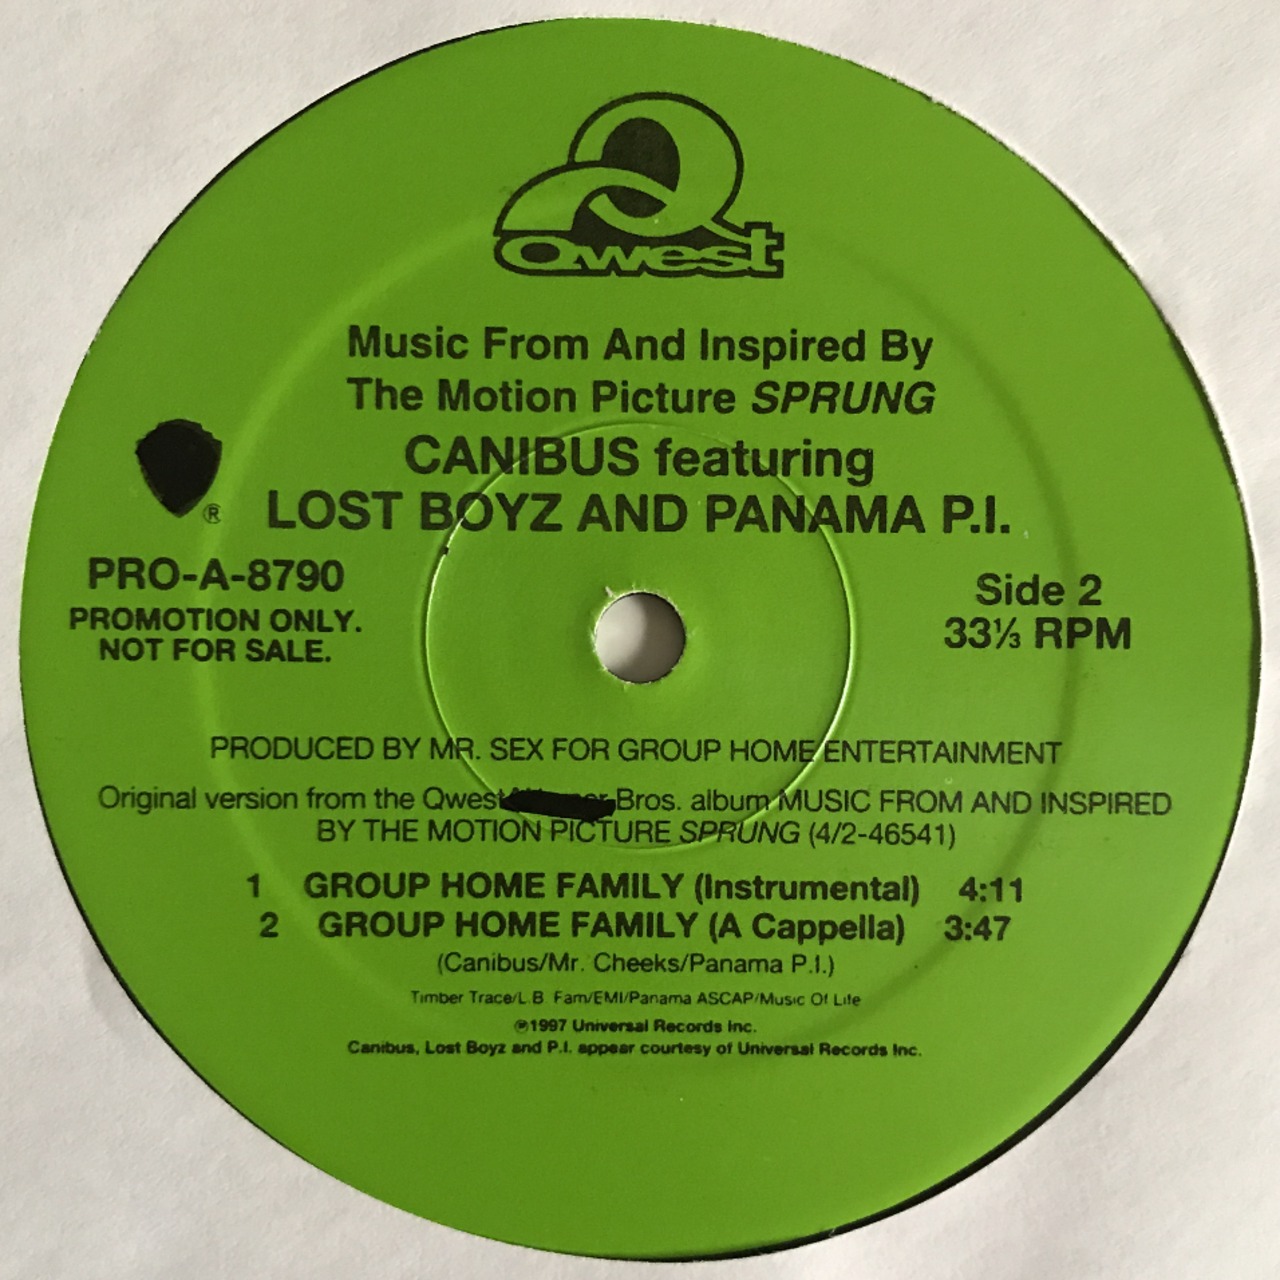 Qwest
Music From And Inspired By
The Motion Picture SPRUNG
CANIBUS featuring
LOST BOYZ AND PANAMA P.I.
®
PRO-A-8790
PROMOTION ONLY.
NOT FOR SALE.
Side 2
33⅓ RPM
PRODUCED BY MR. SEX FOR GROUP HOME ENTERTAINMENT
Original version from the Qwest Bros. album MUSIC FROM AND INSPIRED
BY THE MOTION PICTURE SPRUNG (4/2-46541)
1 GROUP HOME FAMILY (Instrumental) 4:11
2 GROUP HOME FAMILY (A Cappella) 3:47
(Canibus/Mr. Cheeks/Panama P.I.)
Timber Trace/L.B. Fam/EMI/Panama ASCAP/Music Of Life
℗1997 Universal Records Inc.
Canibus, Lost Boyz and P.I. appear courtesy of Universal Records Inc.